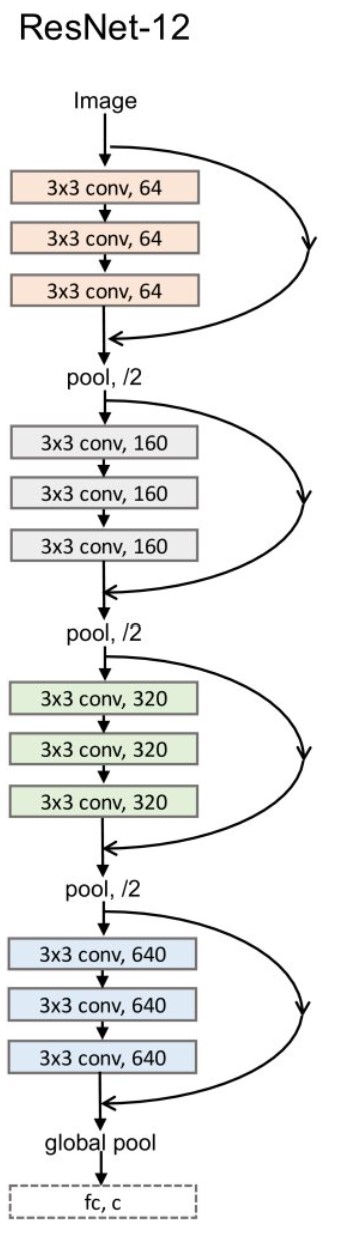 ResNet-12
Image
3x3 conv, 64
3x3 conv, 64
3x3 conv, 64
pool, /2
3x3 conv, 160
3x3 conv, 160
3x3 conv, 160
pool, /2
3x3 conv, 320
3x3 conv, 320
3x3 conv, 320
pool, /2
3x3 conv, 640
3x3 conv, 640
3x3 conv, 640
global pool
fc, c